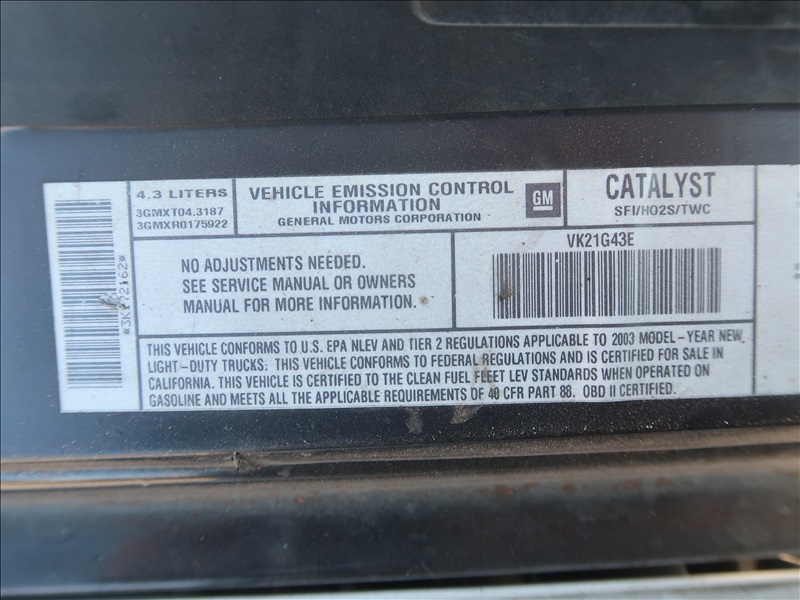 4.3 LITERS
3GMXT04.3187
3GMXR0175922
VEHICLE EMISSION CONTROL
INFORMATION
GENERAL MOTORS CORPORATION
GM
CATALYST
SFI/HO2S/TWC
NO ADJUSTMENTS NEEDED.
SEE SERVICE MANUAL OR OWNERS
MANUAL FOR MORE INFORMATION.
VK21G43E
THIS VEHICLE CONFORMS TO U.S. EPA NLEV AND TIER 2 REGULATIONS APPLICABLE TO 2003 MODEL-YEAR NEW
LIGHT-DUTY TRUCKS: THIS VEHICLE CONFORMS TO FEDERAL REGULATIONS AND IS CERTIFIED FOR SALE IN
CALIFORNIA. THIS VEHICLE IS CERTIFIED TO THE CLEAN FUEL FLEET LEV STANDARDS WHEN OPERATED ON
GASOLINE AND MEETS ALL THE APPLICABLE REQUIREMENTS OF 40 CFR PART 88. OBD II CERTIFIED.